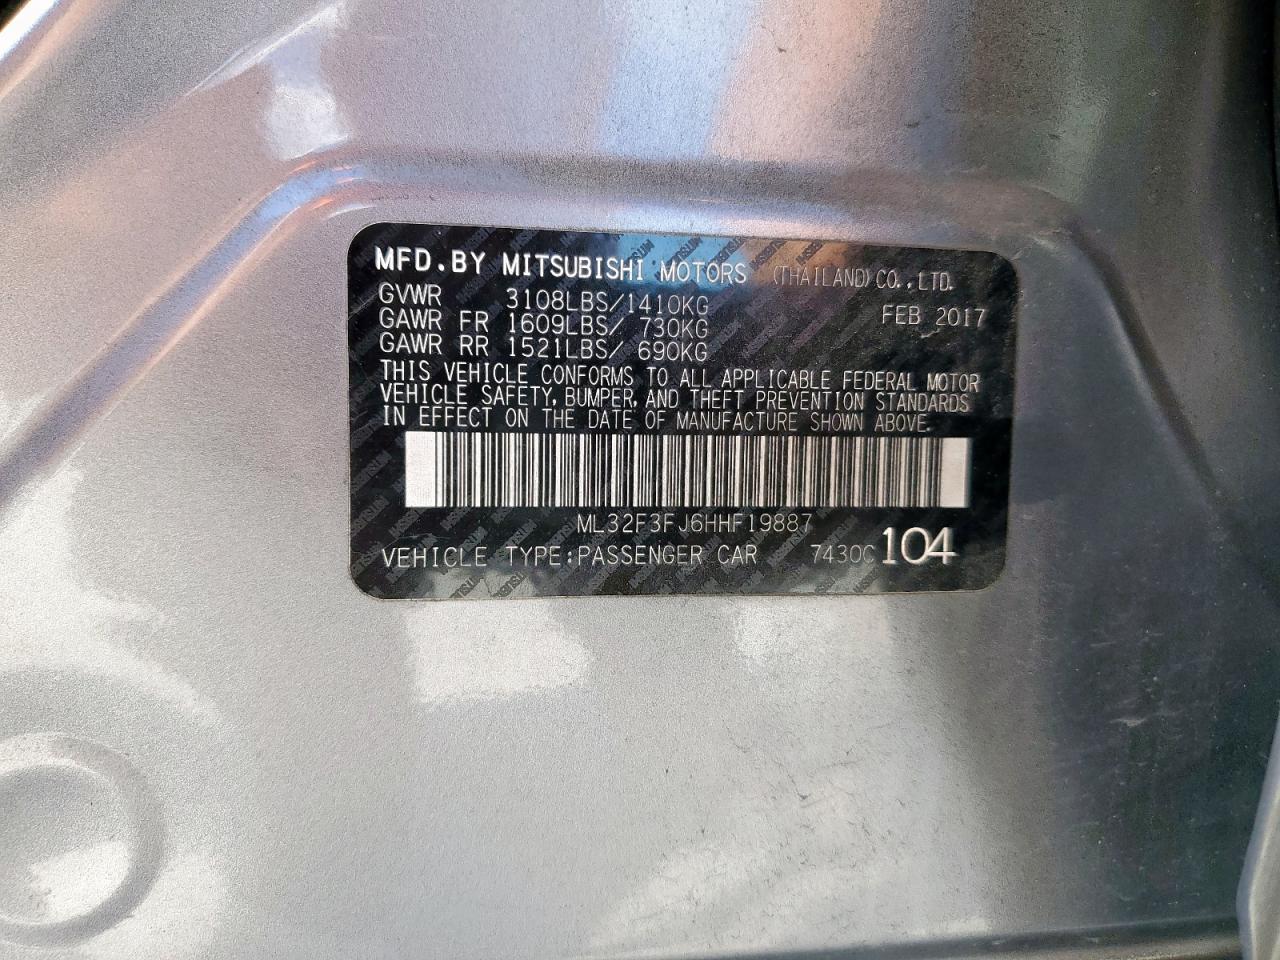 MFD.BY MITSUBISHI MOTORS (THAILAND)CO.,LTD.
GVWR 3108LBS/1410KG FEB 2017
GAWR FR 1609LBS/ 730KG
GAWR RR 1521LBS/ 690KG
THIS VEHICLE CONFORMS TO ALL APPLICABLE FEDERAL MOTOR
VEHICLE SAFETY, BUMPER, AND THEFT PREVENTION STANDARDS
IN EFFECT ON THE DATE OF MANUFACTURE SHOWN ABOVE.
ML32F3FJ6HHF19887
VEHICLE TYPE:PASSENGER CAR 7430C 104